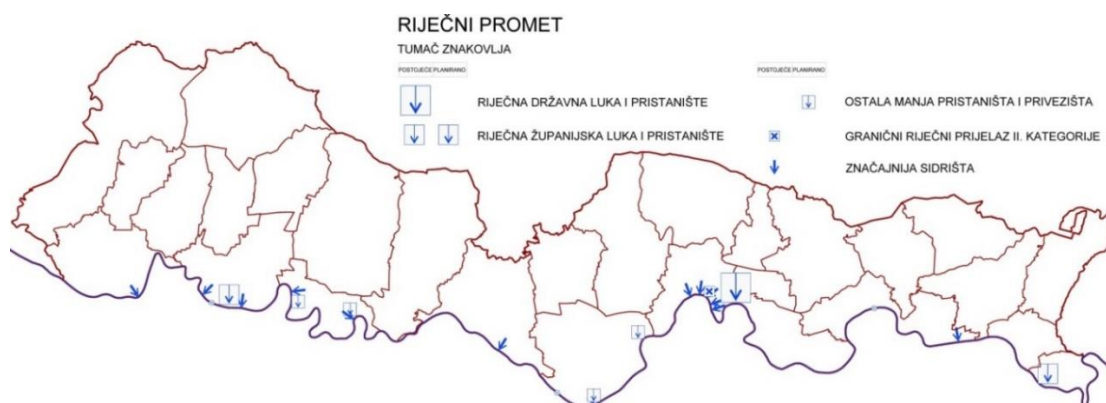 RIJEČNI PROMET
TUMAČ ZNAKOVLJA
POSTOJEĆE PLANIRANO
RIJEČNA DRŽAVNA LUKA I PRISTANIŠTE
RIJEČNA ŽUPANIJSKA LUKA I PRISTANIŠTE
POSTOJEĆE PLANIRANO
OSTALA MANJA PRISTANIŠTA I PRIVEZIŠTA
GRANIČNI RIJEČNI PRIJELAZ II. KATEGORIJE
ZNAČAJNIJA SIDRIŠTA